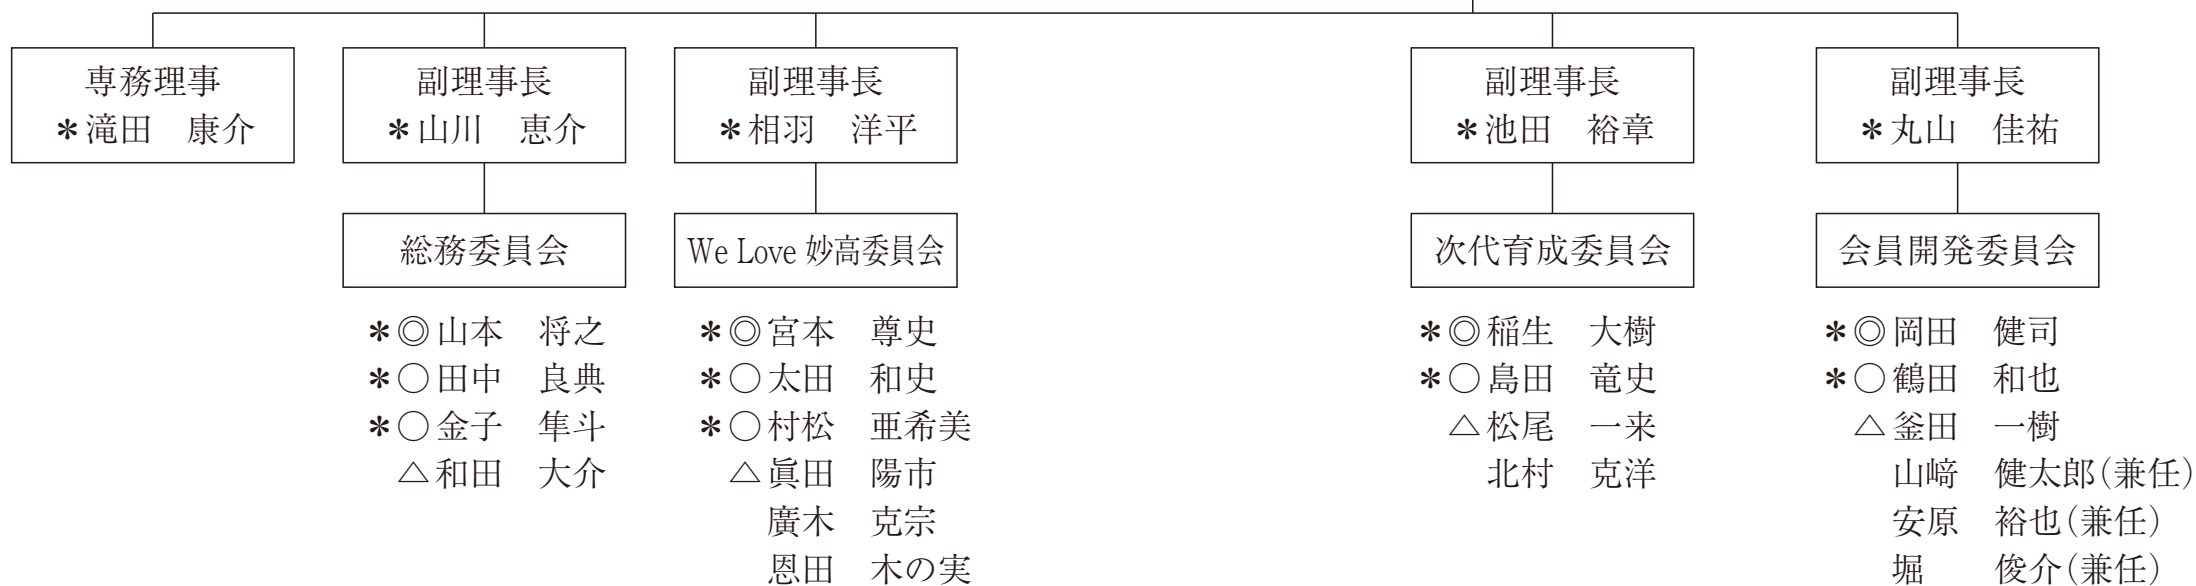 専務理事
＊滝田　康介
副理事長
＊山川　恵介
総務委員会
＊◎山本　将之
＊○田中　良典
＊○金子　隼斗
△和田　大介
副理事長
＊相羽　洋平
We Love 妙高委員会
＊◎宮本　尊史
＊○太田　和史
＊○村松　亜希美
△眞田　陽市
廣木　克宗
恩田　木の実
副理事長
＊池田　裕章
次代育成委員会
＊◎稲生　大樹
＊○島田　竜史
△松尾　一来
北村　克洋
副理事長
＊丸山　佳祐
会員開発委員会
＊◎岡田　健司
＊○鶴田　和也
△釜田　一樹
山﨑　健太郎(兼任)
安原　裕也(兼任)
堀　　俊介(兼任)